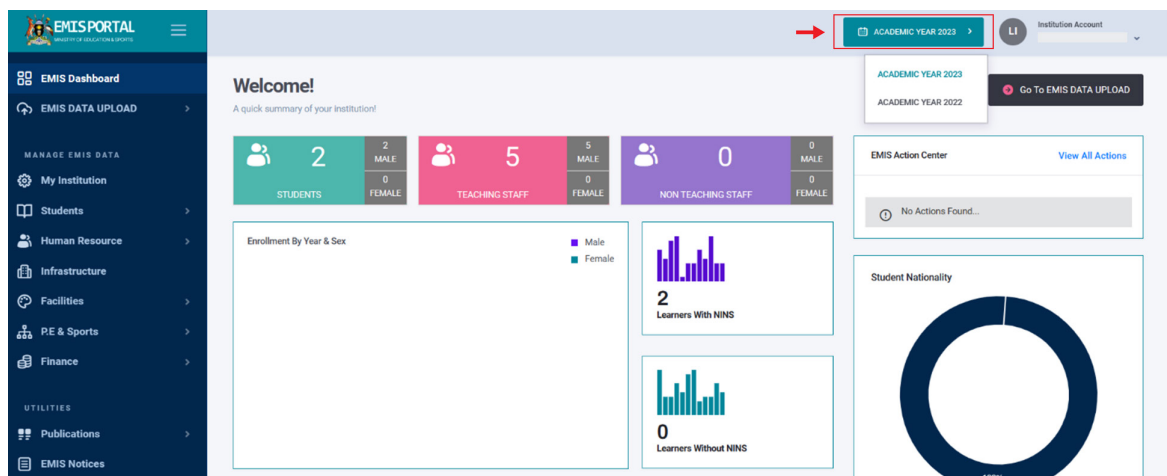 EMIS PORTAL
MINISTRY OF EDUCATION & SPORTS
ACADEMIC YEAR 2023
LI
Institution Account
EMIS Dashboard
EMIS DATA UPLOAD
MANAGE EMIS DATA
My Institution
Students
Human Resource
Infrastructure
Facilities
P.E & Sports
Finance
UTILITIES
Publications
EMIS Notices
Welcome!
A quick summary of your institution!
ACADEMIC YEAR 2023
ACADEMIC YEAR 2022
Go To EMIS DATA UPLOAD
2
STUDENTS
2
MALE
0
FEMALE
5
TEACHING STAFF
5
MALE
0
FEMALE
0
NON TEACHING STAFF
0
MALE
0
FEMALE
EMIS Action Center
View All Actions
No Actions Found...
Enrollment By Year & Sex
Male
Female
2
Learners With NINS
0
Learners Without NINS
Student Nationality